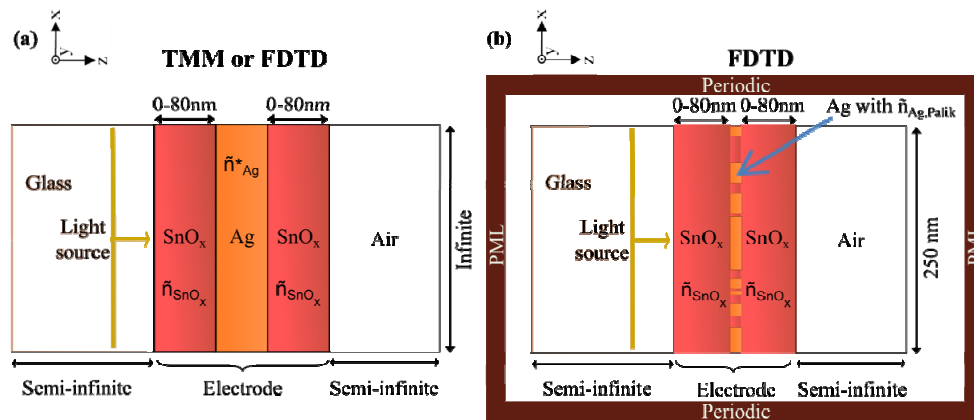 (a)
x
y
z
TMM or FDTD
0-80nm
0-80nm
Glass
Light
source
ñ*Ag
SnOx
Ag
SnOx
ñSnOx
ñSnOx
Air
Infinite
Semi-infinite
Electrode
Semi-infinite
(b)
x
y
z
FDTD
Periodic
0-80nm
0-80nm
Ag with ñAg,Palik
PML
Glass
Light
source
SnOx
SnOx
ñSnOx
ñSnOx
Air
250 nm
PML
Semi-infinite
Electrode
Semi-infinite
Periodic